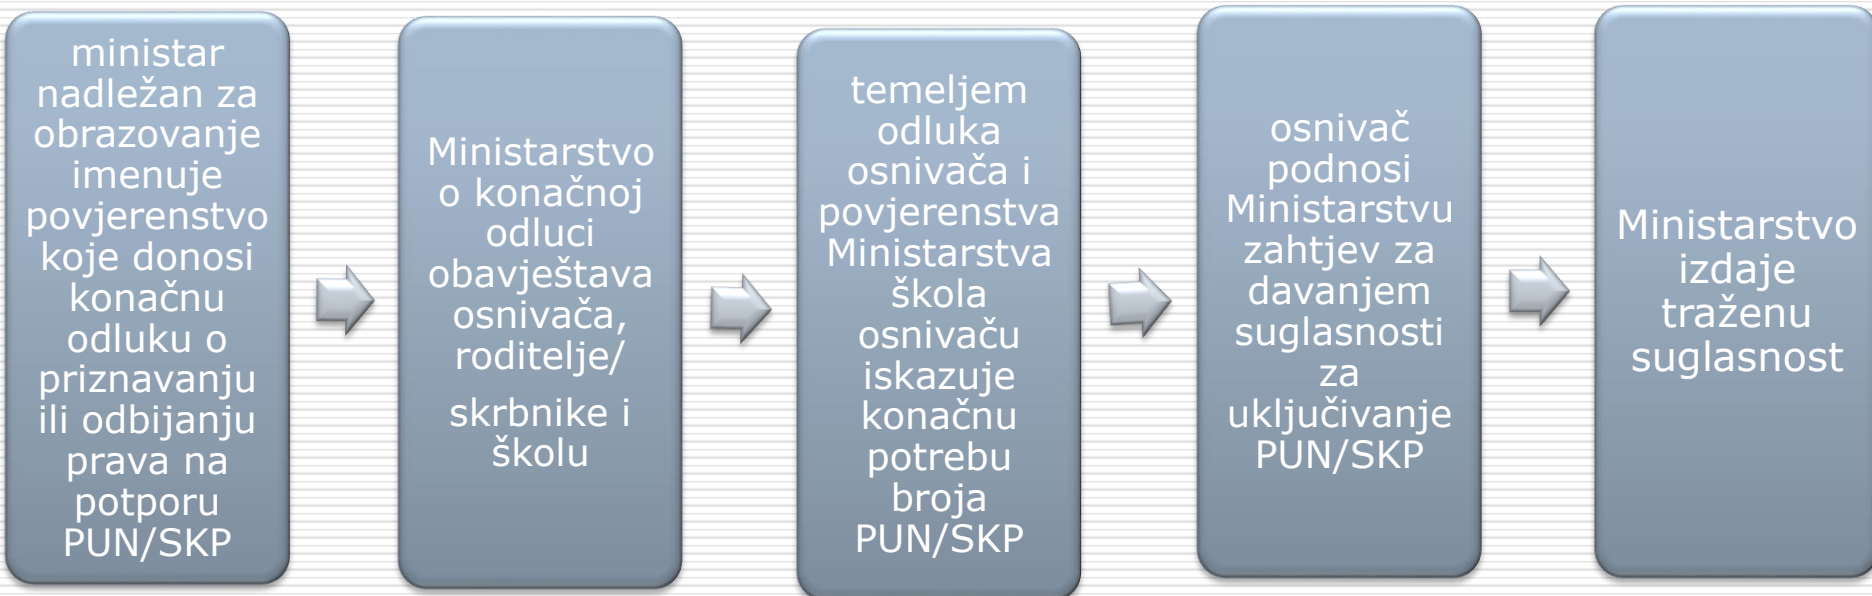 ministar
nadležan za
obrazovanje
imenuje
povjerenstvo
koje donosi
konačnu
odluku o
priznavanju
ili odbijanju
prava na
potporu
PUN/SKP
Ministarstvo
o konačnoj
odluci
obavještava
osnivača,
roditelje/
skrbnike i
školu
temeljem
odluka
osnivača i
povjerenstva
Ministarstva
škola
osnivaču
iskazuje
konačnu
potrebu
broja
PUN/SKP
osnivač
podnosi
Ministarstvu
zahtjev za
davanjem
suglasnosti
za
uključivanje
PUN/SKP
Ministarstvo
izdaje
traženu
suglasnost